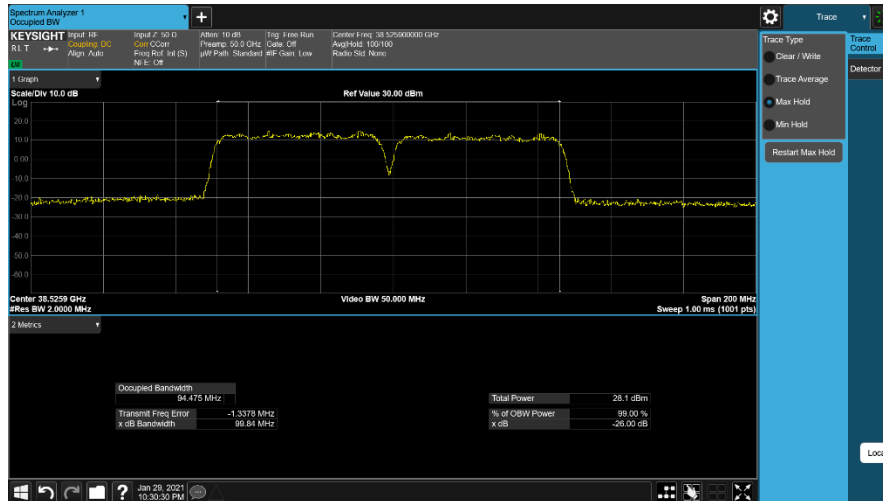 Spectrum Analyzer 1
Occupied BW
+
Trace
KEYSIGHT Input: RF Input Z: 50 Ω Atten: 10 dB Trig: Free Run Center Freq: 38.525900000 GHz
RLT Coupling: DC Corr CCorr Preamp: 50.0 GHz Gate: Off Avg|Hold: 100/100
Align: Auto Freq Ref: Int (S) µW Path: Standard #IF Gain: Low Radio Std: None
NFE: Off
Trace Type
Clear / Write
Trace Average
Max Hold
Min Hold
Restart Max Hold
Trace
Control
Detector
1 Graph
Scale/Div 10.0 dB Ref Value 30.00 dBm
Log
20.0
10.0
0.00
-10.0
-20.0
-30.0
-40.0
-50.0
-60.0
Center 38.5259 GHz Video BW 50.000 MHz Span 200 MHz
#Res BW 2.0000 MHz Sweep 1.00 ms (1001 pts)
2 Metrics
Occupied Bandwidth
94.475 MHz Total Power 28.1 dBm
Transmit Freq Error -1.3378 MHz % of OBW Power 99.00 %
x dB Bandwidth 99.84 MHz x dB -26.00 dB
?
Jan 29, 2021
10:30:30 PM